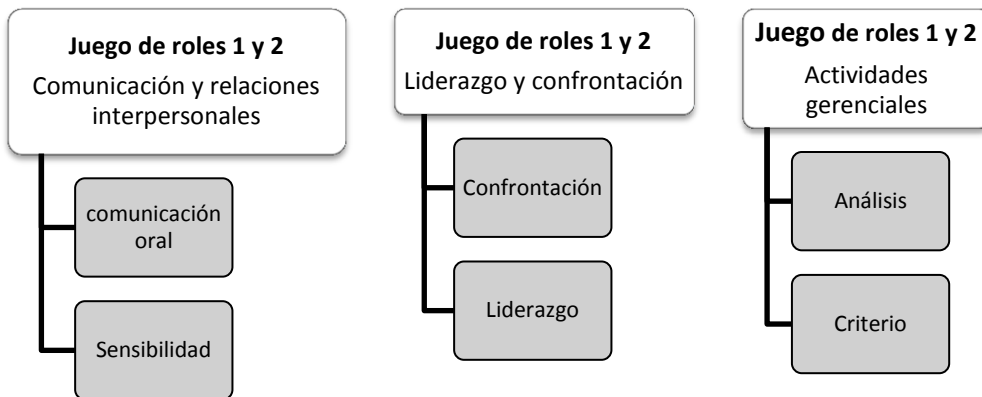 Juego de roles 1 y 2
Comunicación y relaciones
interpersonales
comunicación
oral
Sensibilidad
Juego de roles 1 y 2
Liderazgo y confrontación
Confrontación
Liderazgo
Juego de roles 1 y 2
Actividades
gerenciales
Análisis
Criterio